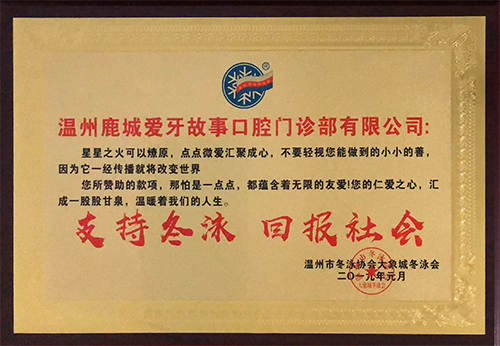 温州鹿城爱牙故事口腔门诊部有限公司:
星星之火可以燎原，点点微爱汇聚成心，不要轻视您能做到的小小的善，
因为它一经传播就将改变世界
您所赞助的款项，那怕是一点点，都蕴含着无限的友爱!您的仁爱之心，汇
成一股股甘泉，温暖着我们的人生。
支持冬泳 回报社会
温州市冬泳协会大象城冬泳会
二〇一九年元月